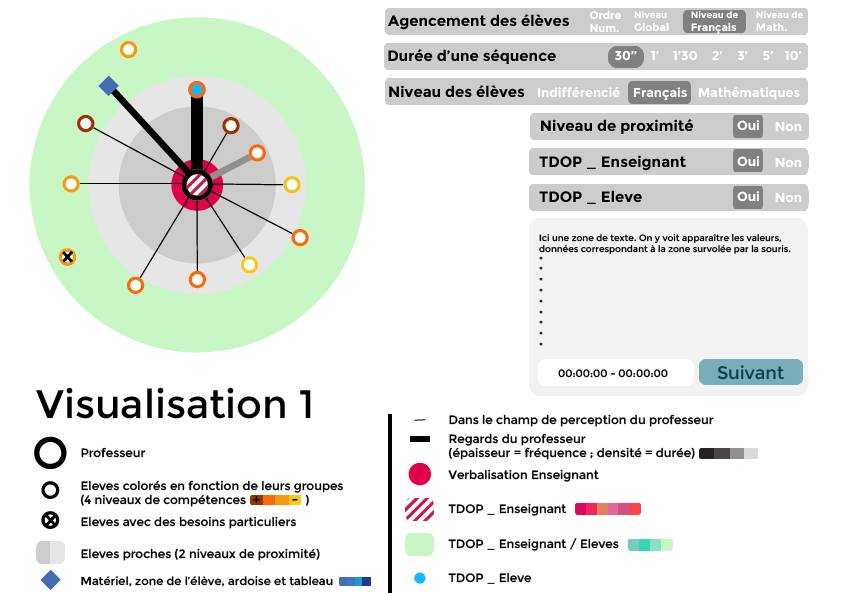 Agencement des élèves
Ordre Num.
Niveau Global
Niveau de Français
Niveau de Math.
Durée d’une séquence
30” 1’ 1’30 2’ 3’ 5’ 10’
Niveau des élèves
Indifférencié Français Mathématiques
Niveau de proximité
Oui Non
TDOP _ Enseignant
Oui Non
TDOP _ Eleve
Oui Non
Ici une zone de texte. On y voit apparaître les valeurs,
données correspondant à la zone survolée par la souris.
00:00:00 - 00:00:00
Suivant
Visualisation 1
Professeur
Eleves colorés en fonction de leurs groupes
(4 niveaux de compétences + - )
Eleves avec des besoins particuliers
Eleves proches (2 niveaux de proximité)
Matériel, zone de l’élève, ardoise et tableau
Dans le champ de perception du professeur
Regards du professeur
(épaisseur = fréquence ; densité = durée)
Verbalisation Enseignant
TDOP _ Enseignant
TDOP _ Enseignant / Eleves
TDOP _ Eleve